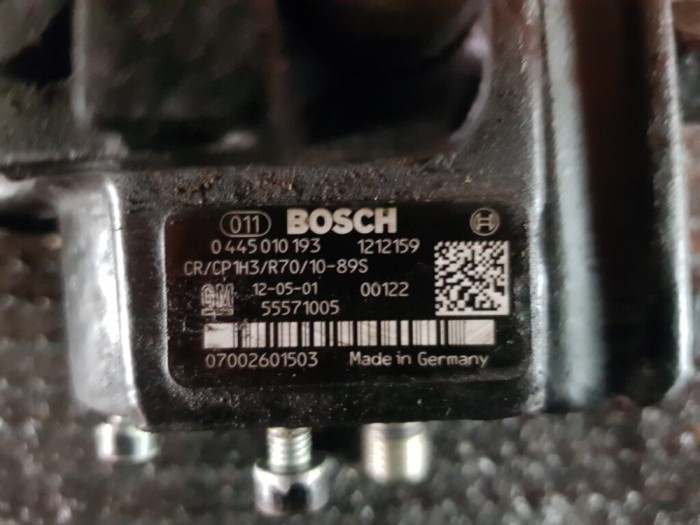 011 BOSCH
0 445 010 193 1212159
CR/CP1H3/R70/10-89S
GM 12-05-01 00122
55571005
07002601503 Made in Germany